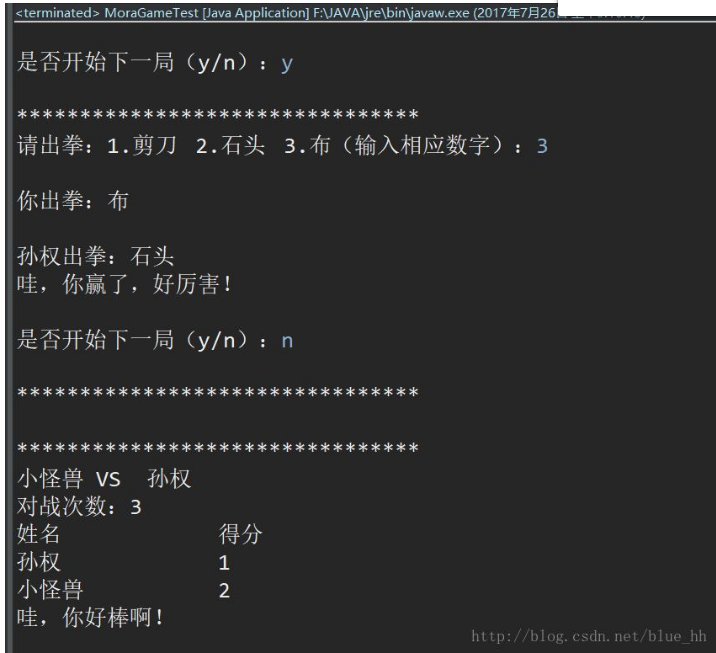 <terminated> MoraGameTest [Java Application] F:\JAVA\jre\bin\javaw.exe (2017年7月26
是否开始下一局（y/n）：y
********************************
请出拳：1.剪刀 2.石头 3.布（输入相应数字）：3
你出拳：布
孙权出拳：石头
哇，你赢了，好厉害！
是否开始下一局（y/n）：n
********************************
********************************
小怪兽 VS 孙权
对战次数：3
姓名 得分
孙权 1
小怪兽 2
哇，你好棒啊！
http://blog.csdn.net/blue_hh